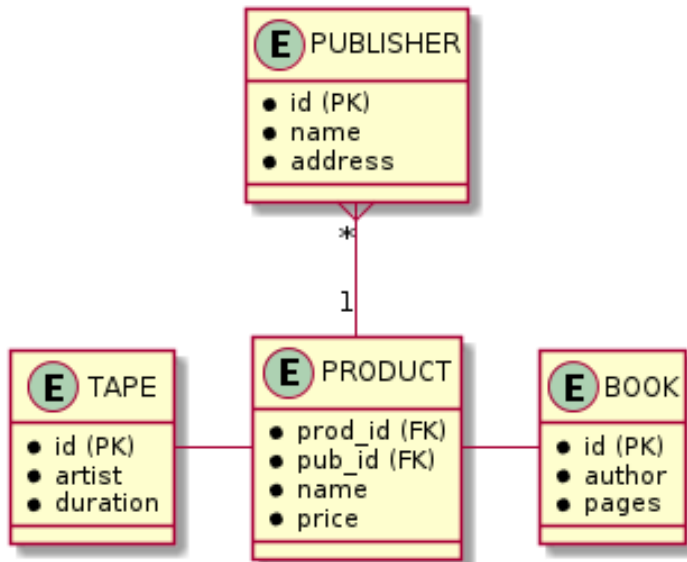 E PUBLISHER
id (PK)
name
address
*
1
E TAPE
id (PK)
artist
duration
E PRODUCT
prod_id (FK)
pub_id (FK)
name
price
E BOOK
id (PK)
author
pages